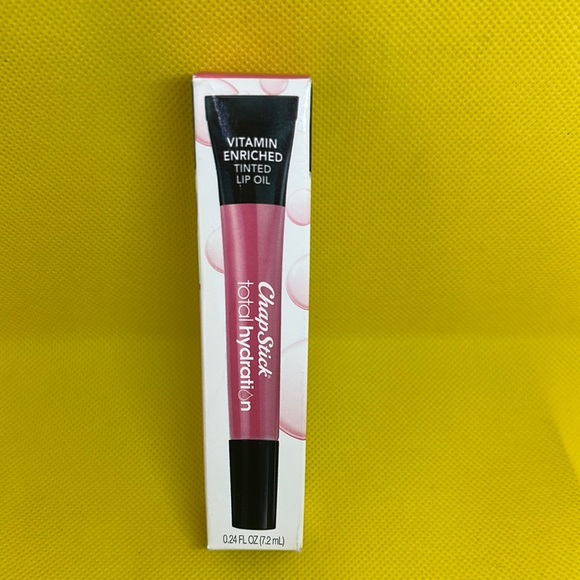 VITAMIN
ENRICHED
TINTED
LIP OIL
ChapStick
total hydration
0.24 FL OZ (7.2 mL)